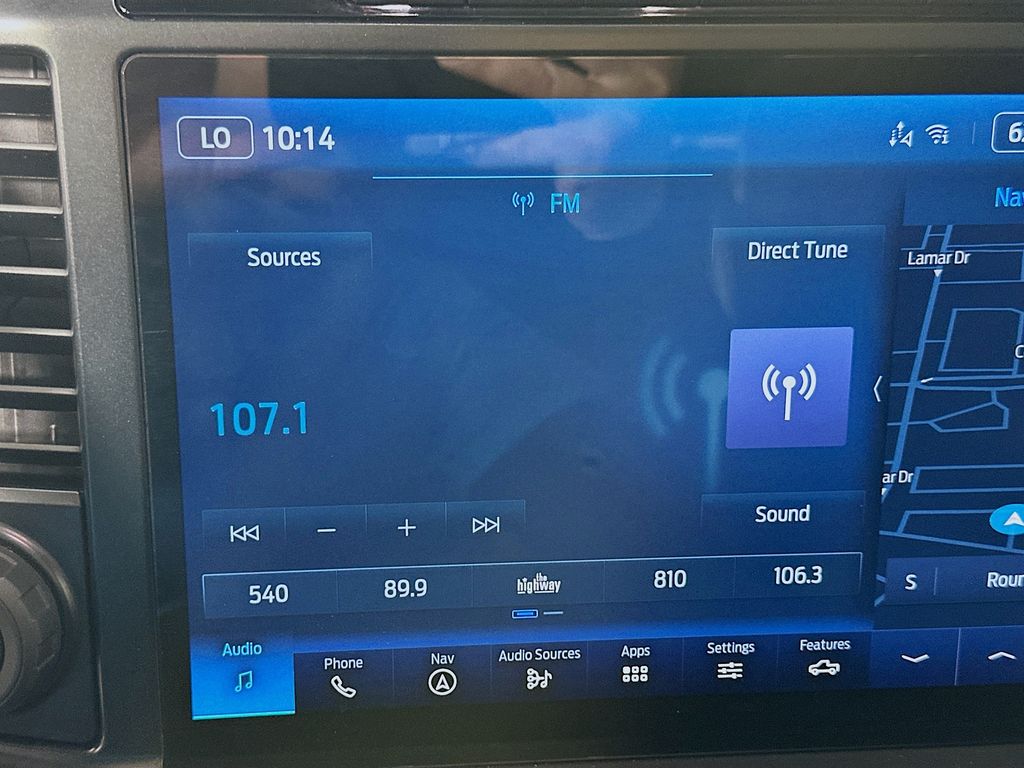 LO 10:14
6
FM
Nav
Sources
Direct Tune
Lamar Dr
107.1
ar Dr
Sound
540 89.9 the highway 810 106.3
S
Audio
Phone
Nav
Audio Sources
Apps
Settings
Features